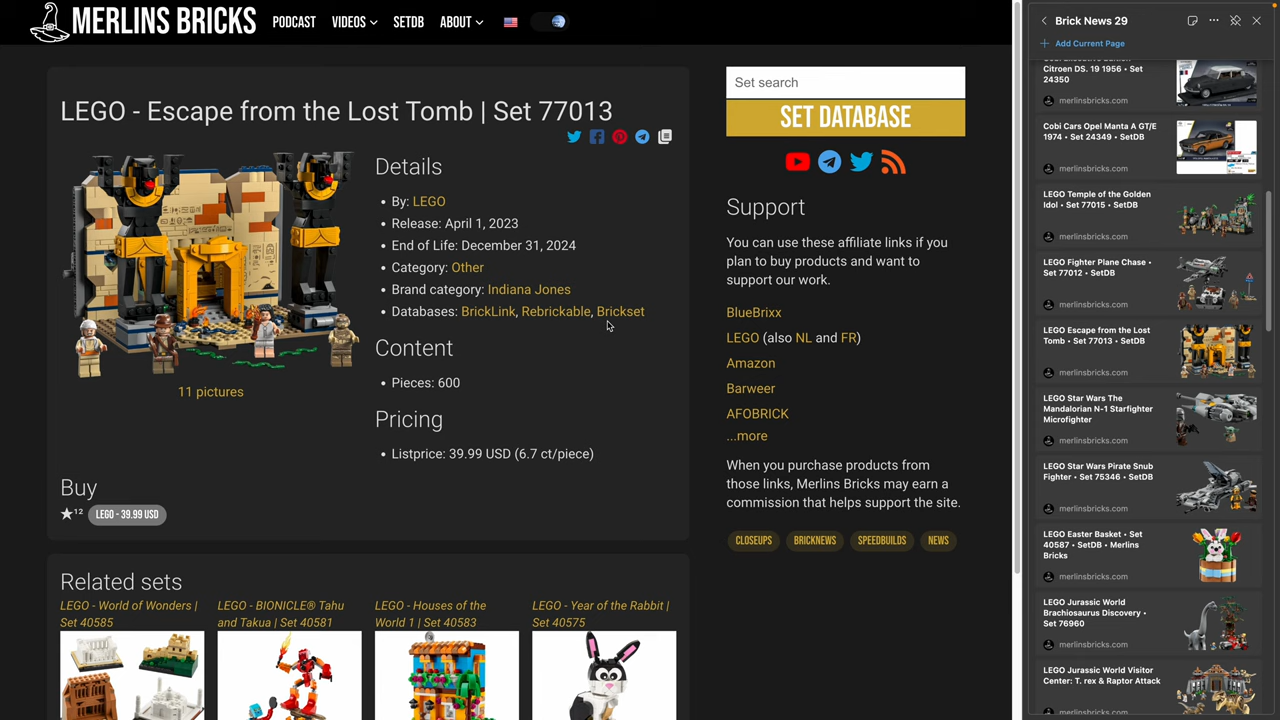 MERLINS BRICKS
PODCAST
VIDEOS
SETDB
ABOUT
LEGO - Escape from the Lost Tomb | Set 77013
Details
• By: LEGO
• Release: April 1, 2023
• End of Life: December 31, 2024
• Category: Other
• Brand category: Indiana Jones
• Databases: BrickLink, Rebrickable, Brickset
11 pictures
Content
• Pieces: 600
Pricing
• Listprice: 39.99 USD (6.7 ct/piece)
Buy
★12 LEGO - 39.99 USD
Related sets
LEGO - World of Wonders |
Set 40585
LEGO - BIONICLE® Tahu
and Takua | Set 40581
LEGO - Houses of the
World 1 | Set 40583
LEGO - Year of the Rabbit |
Set 40575
Set search
SET DATABASE
Support
You can use these affiliate links if you
plan to buy products and want to
support our work.
BlueBrixx
LEGO (also NL and FR)
Amazon
Barweer
AFOBRICK
...more
When you purchase products from
those links, Merlins Bricks may earn a
commission that helps support the site.
CLOSEUPS
BRICKNEWS
SPEEDBUILDS
NEWS
Brick News 29
Add Current Page
Citroen DS. 19 1956 • Set
24350
merlinsbricks.com
Cobi Cars Opel Manta A GT/E
1974 • Set 24349 • SetDB
merlinsbricks.com
LEGO Temple of the Golden
Idol • Set 77015 • SetDB
merlinsbricks.com
LEGO Fighter Plane Chase •
Set 77012 • SetDB
merlinsbricks.com
LEGO Escape from the Lost
Tomb • Set 77013 • SetDB
merlinsbricks.com
LEGO Star Wars The
Mandalorian N-1 Starfighter
Microfighter
merlinsbricks.com
LEGO Star Wars Pirate Snub
Fighter • Set 75346 • SetDB
merlinsbricks.com
LEGO Easter Basket • Set
40587 • SetDB • Merlins
Bricks
merlinsbricks.com
LEGO Jurassic World
Brachiosaurus Discovery •
Set 76960
merlinsbricks.com
LEGO Jurassic World Visitor
Center: T. rex & Raptor Attack